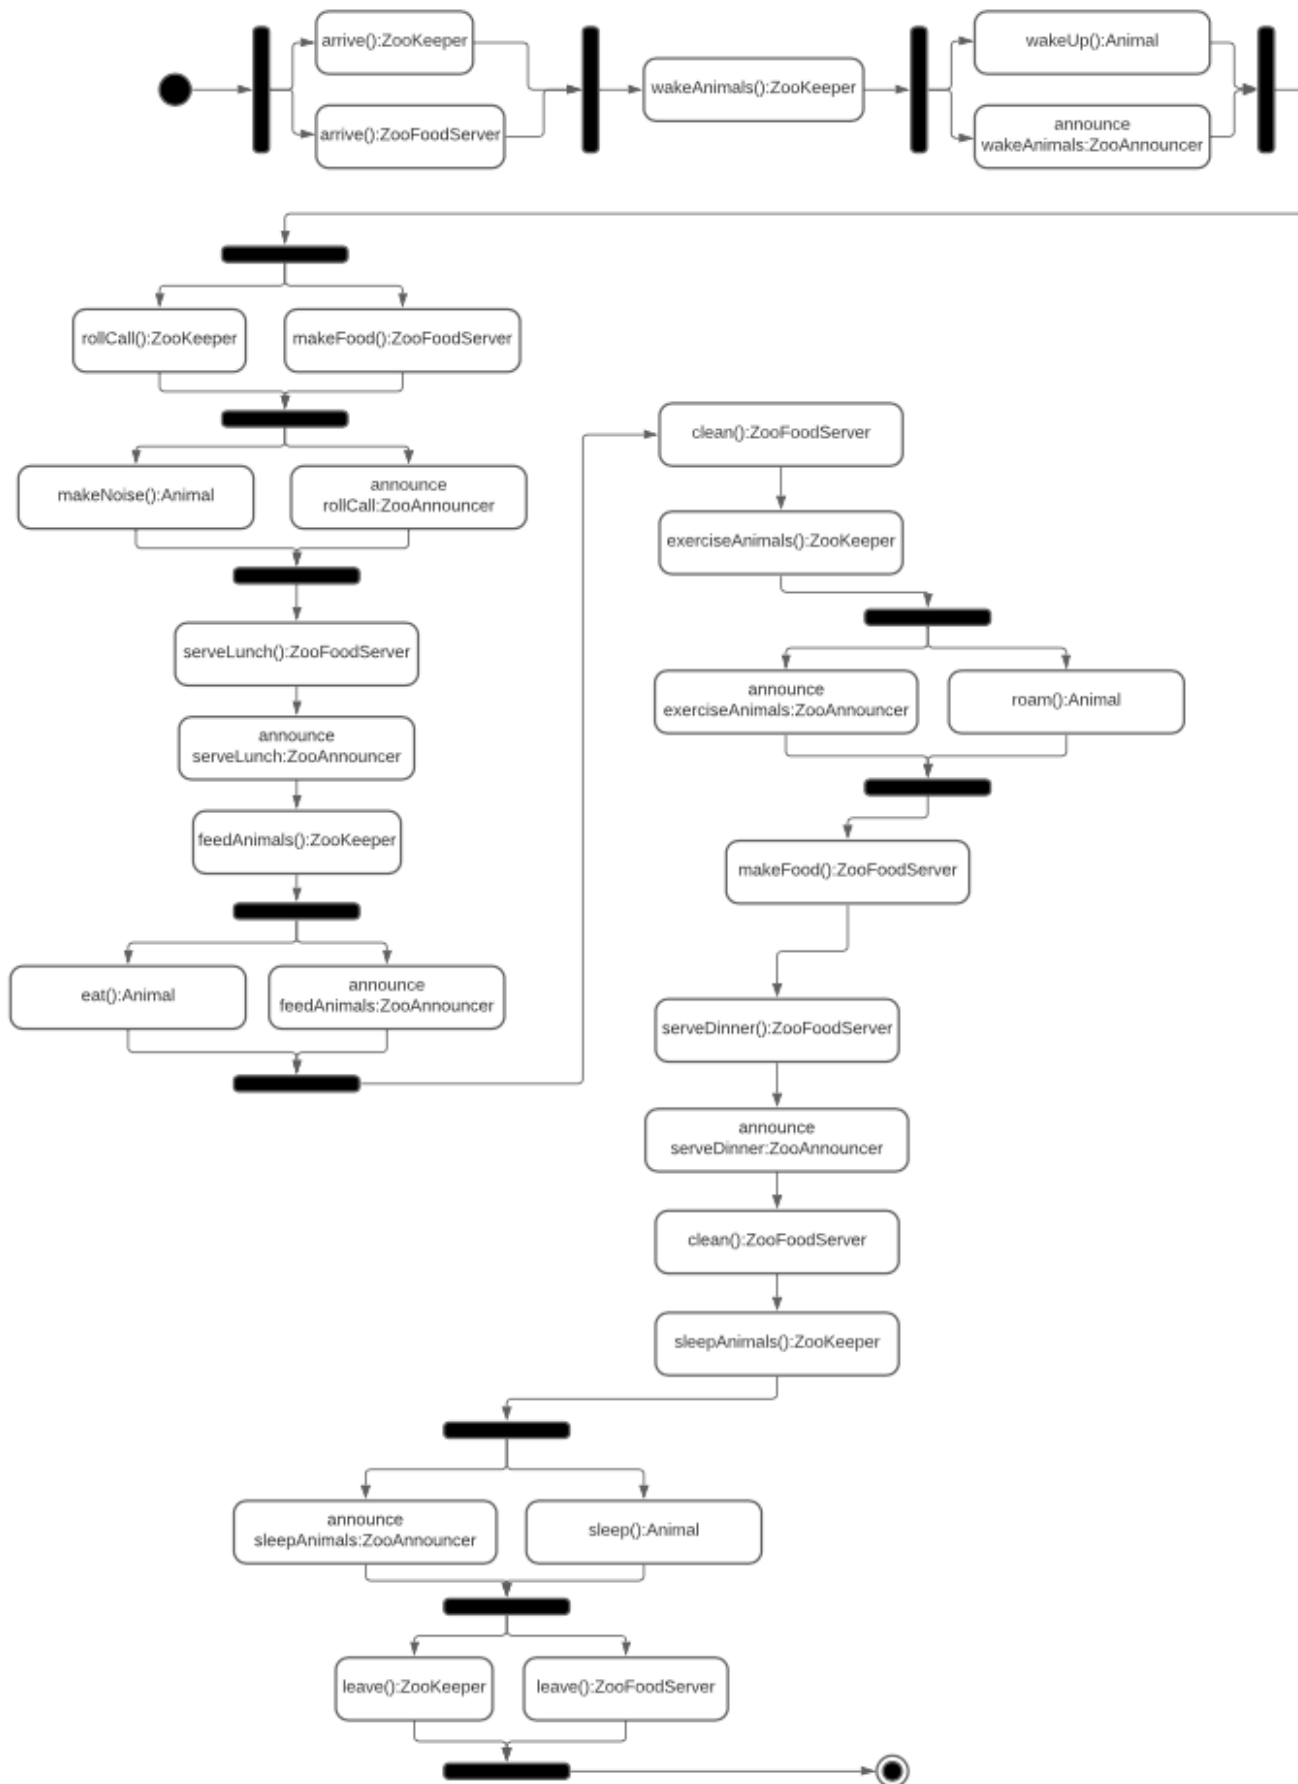 arrive():ZooKeeper
arrive():ZooFoodServer
wakeAnimals():ZooKeeper
wakeUp():Animal
announce
wakeAnimals:ZooAnnouncer
rollCall():ZooKeeper
makeFood():ZooFoodServer
makeNoise():Animal
announce
rollCall:ZooAnnouncer
serveLunch():ZooFoodServer
announce
serveLunch:ZooAnnouncer
feedAnimals():ZooKeeper
eat():Animal
announce
feedAnimals:ZooAnnouncer
clean():ZooFoodServer
exerciseAnimals():ZooKeeper
announce
exerciseAnimals:ZooAnnouncer
roam():Animal
makeFood():ZooFoodServer
serveDinner():ZooFoodServer
announce
serveDinner:ZooAnnouncer
clean():ZooFoodServer
sleepAnimals():ZooKeeper
announce
sleepAnimals:ZooAnnouncer
sleep():Animal
leave():ZooKeeper
leave():ZooFoodServer